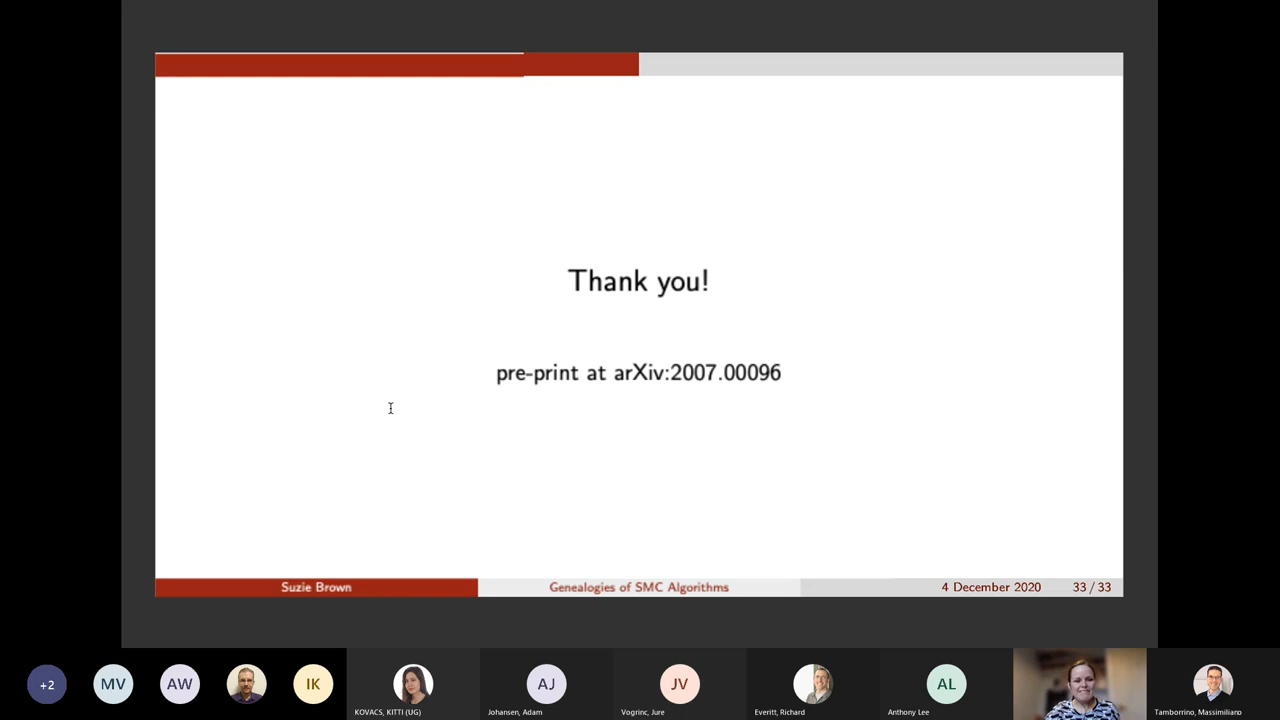 Thank you!
pre-print at arXiv:2007.00096
Suzie Brown
Genealogies of SMC Algorithms
4 December 2020
33 / 33
+2
MV
AW
IK
KOVACS, KITTI (UG)
AJ
Johansen, Adam
JV
Vogrinc, Jure
Everitt, Richard
AL
Anthony Lee
Tamborrino, Massimiliano